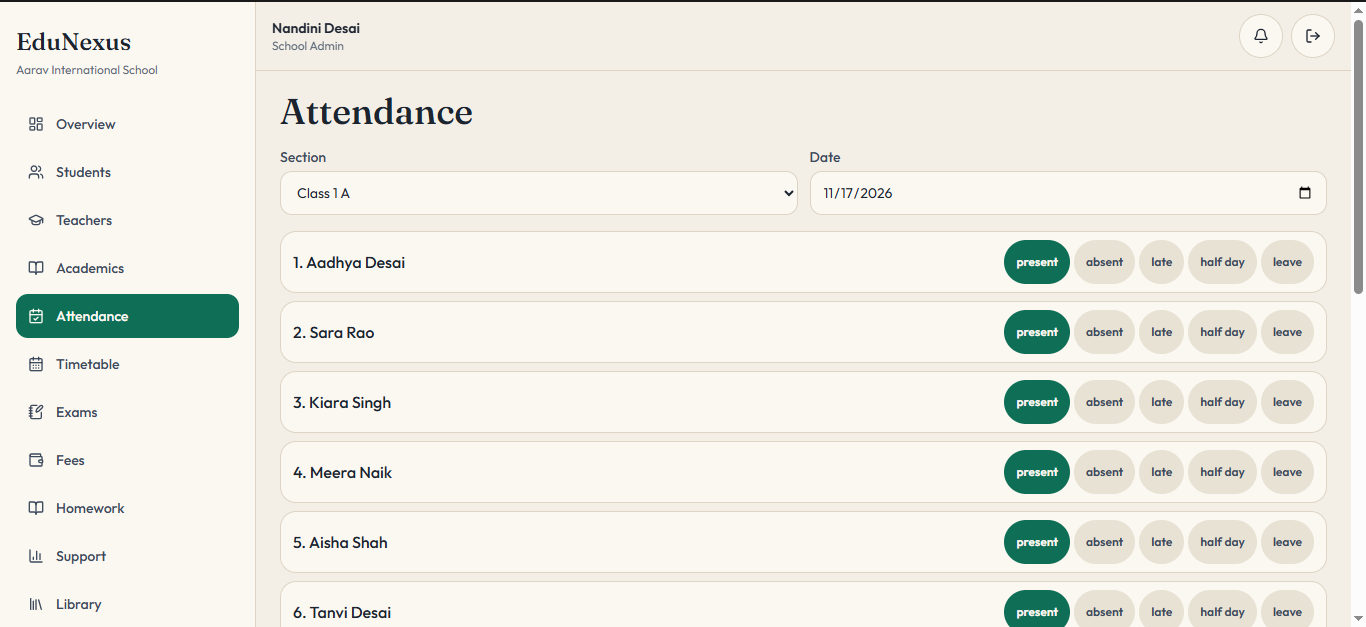 EduNexus
Aarav International School
Overview
Students
Teachers
Academics
Attendance
Timetable
Exams
Fees
Homework
Support
Library
Nandini Desai
School Admin
Attendance
Section
Date
Class 1 A
11/17/2026
1. Aadhya Desai present absent late half day leave
2. Sara Rao present absent late half day leave
3. Kiara Singh present absent late half day leave
4. Meera Naik present absent late half day leave
5. Aisha Shah present absent late half day leave
6. Tanvi Desai present absent late half day leave